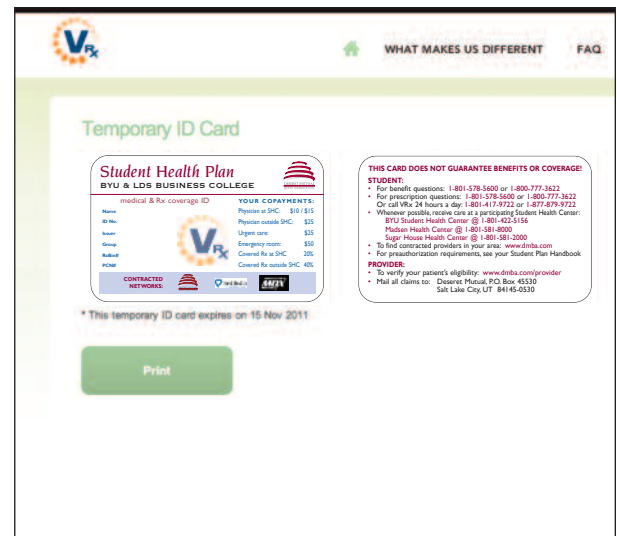 VRx
WHAT MAKES US DIFFERENT FAQ
Temporary ID Card
Student Health Plan
BYU & LDS BUSINESS COLLEGE
medical & Rx coverage ID
Name
ID No.
Issuer
Group
RxBin#
PCN#
VRx
YOUR COPAYMENTS:
Physician at SHC: $10 / $15
Physician outside SHC: $25
Urgent care: $25
Emergency room: $50
Covered Rx at SHC 20%
Covered Rx outside SHC 40%
CONTRACTED
NETWORKS:
THIS CARD DOES NOT GUARANTEE BENEFITS OR COVERAGE!
STUDENT:
• For benefit questions: 1-801-578-5600 or 1-800-777-3622
• For prescription questions: 1-801-578-5600 or 1-800-777-3622
Or call VRx 24 hours a day: 1-801-417-9722 or 1-877-879-9722
• Whenever possible, receive care at a participating Student Health Center:
BYU Student Health Center @ 1-801-422-5156
Madsen Health Center @ 1-801-581-8000
Sugar House Health Center @ 1-801-581-2000
• To find contracted providers in your area: www.dmba.com
• For preauthorization requirements, see your Student Plan Handbook
PROVIDER:
• To verify your patient's eligibility: www.dmba.com/provider
• Mail all claims to: Deseret Mutual, P.O. Box 45530
Salt Lake City, UT 84145-0530
* This temporary ID card expires on 15 Nov 2011
Print